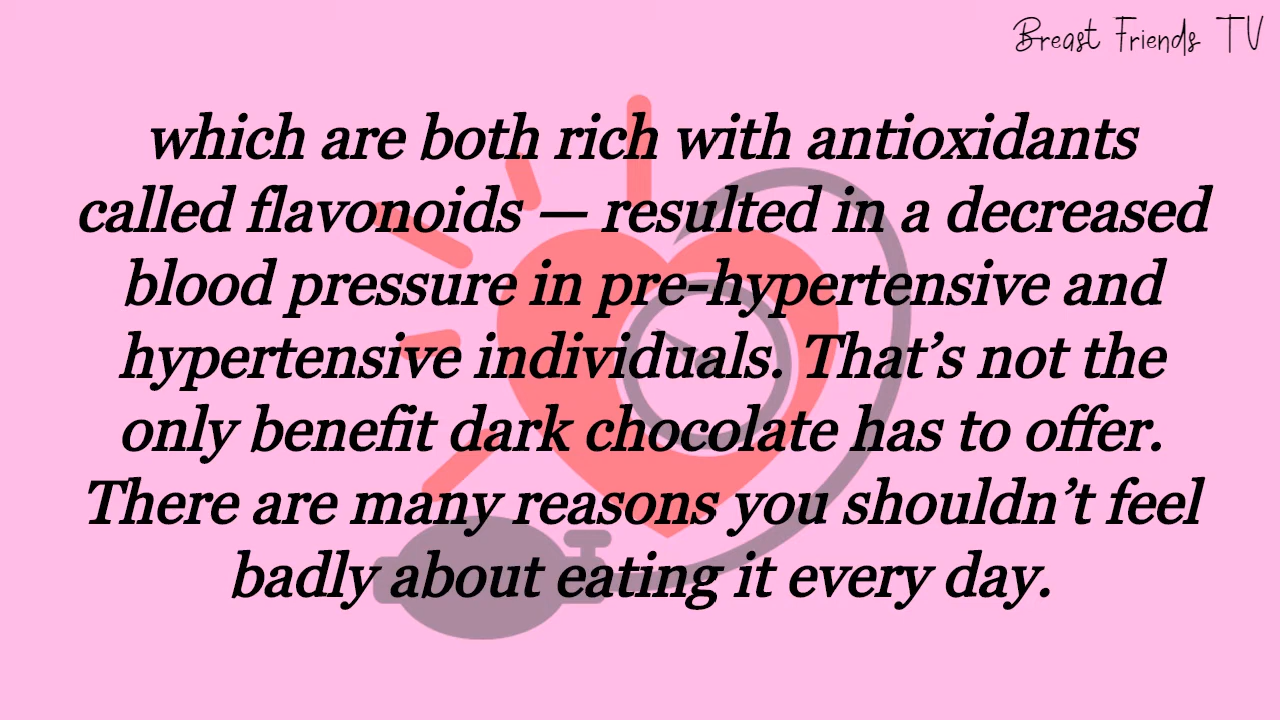 Breast Friends TV
which are both rich with antioxidants
called flavonoids — resulted in a decreased
blood pressure in pre-hypertensive and
hypertensive individuals. That’s not the
only benefit dark chocolate has to offer.
There are many reasons you shouldn’t feel
badly about eating it every day.